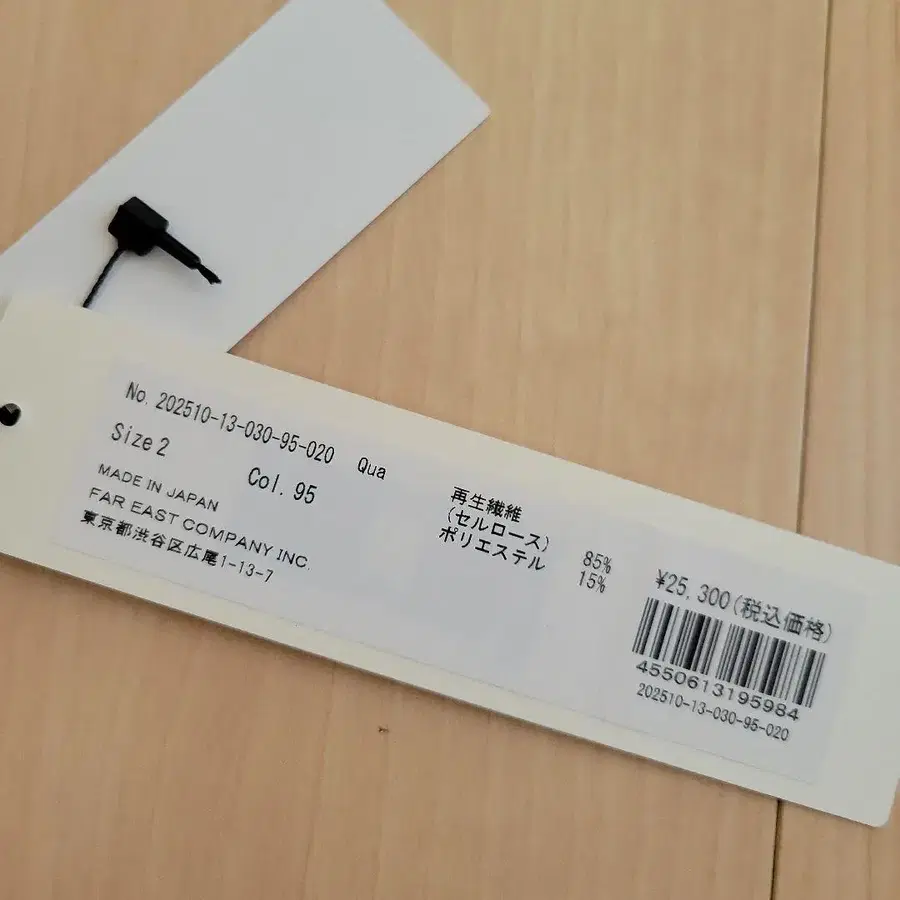 No. 202510-13-030-95-020 Qua
Size 2 Col. 95
MADE IN JAPAN
FAR EAST COMPANY INC.
東京都渋谷区広尾1-13-7
再生繊維
(セルロース) 85%
ポリエステル 15%
¥25,300(税込価格)
4550613195984
202510-13-030-95-020